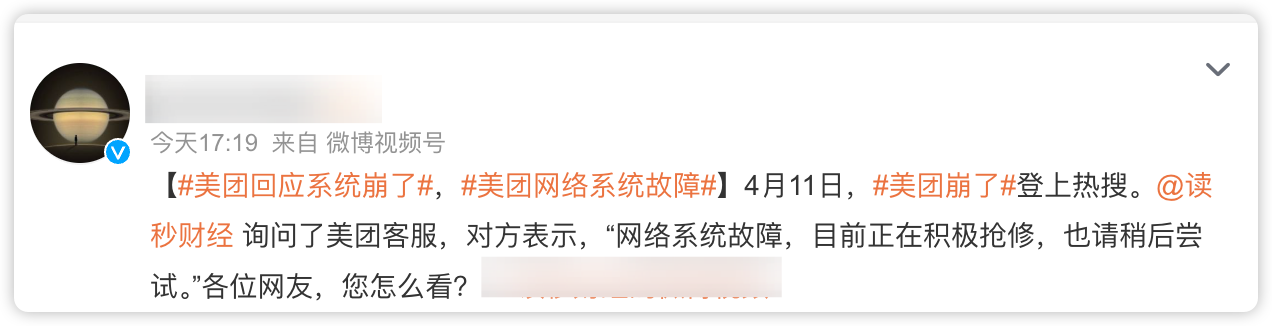 今天17:19 来自 微博视频号
【#美团回应系统崩了#，#美团网络系统故障#】4月11日，#美团崩了#登上热搜。@读
秒财经 询问了美团客服，对方表示，“网络系统故障，目前正在积极抢修，也请稍后尝
试。”各位网友，您怎么看？